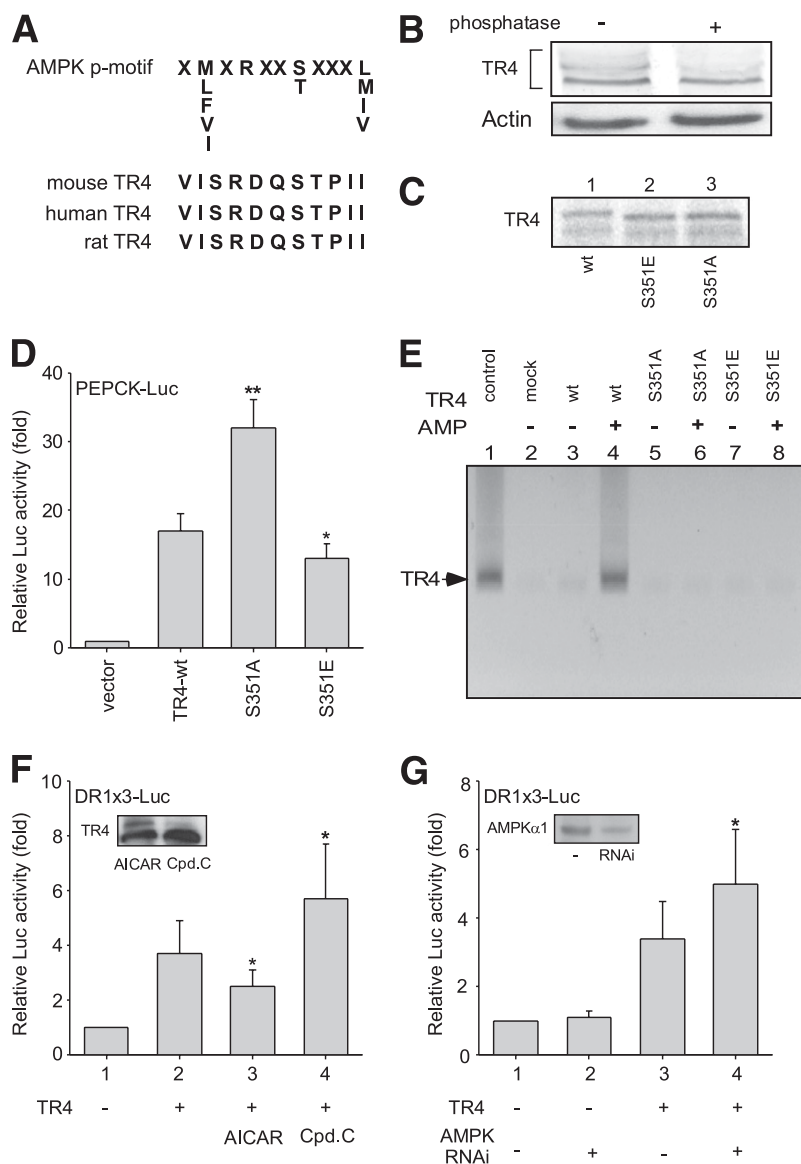 A
AMPK p-motif X M X R X X S X X X L
L T M
F I
V V
I
mouse TR4 V I S R D Q S T P I I
human TR4 V I S R D Q S T P I I
rat TR4 V I S R D Q S T P I I
B
phosphatase - +
TR4
Actin
C
1 2 3
TR4
wt S351E S351A
D
PEPCK-Luc
Relative Luc activity (fold)
40
30
20
10
0
** *
vector TR4-wt S351A S351E
E
TR4 control mock wt wt S351A S351A S351E S351E
AMP - - + - + - +
1 2 3 4 5 6 7 8
TR4
F
DR1x3-Luc
TR4
AICAR Cpd.C
Relative Luc activity (fold)
10
8
6
4
2
0
* *
1 2 3 4
TR4 - + + +
AICAR Cpd.C
G
DR1x3-Luc
AMPKα1
- RNAi
Relative Luc activity (fold)
8
6
4
2
0
*
1 2 3 4
TR4 - - + +
AMPK
RNAi - + - +